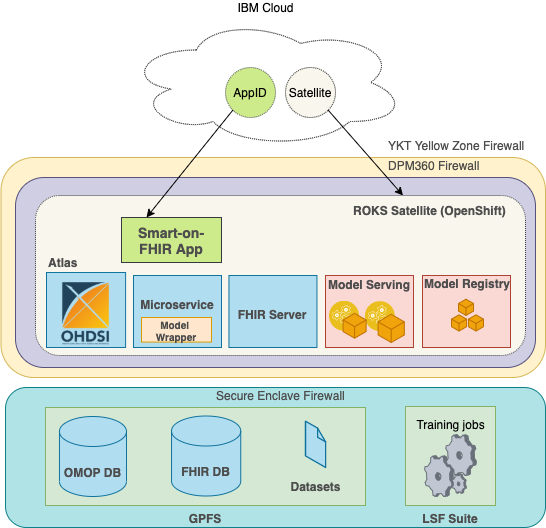 IBM Cloud
AppID
Satellite
YKT Yellow Zone Firewall
DPM360 Firewall
ROKS Satellite (OpenShift)
Smart-on-
FHIR App
Atlas
OHDSI
Microservice
Model
Wrapper
FHIR Server
Model Serving
Model Registry
Secure Enclave Firewall
OMOP DB
FHIR DB
Datasets
GPFS
Training jobs
LSF Suite